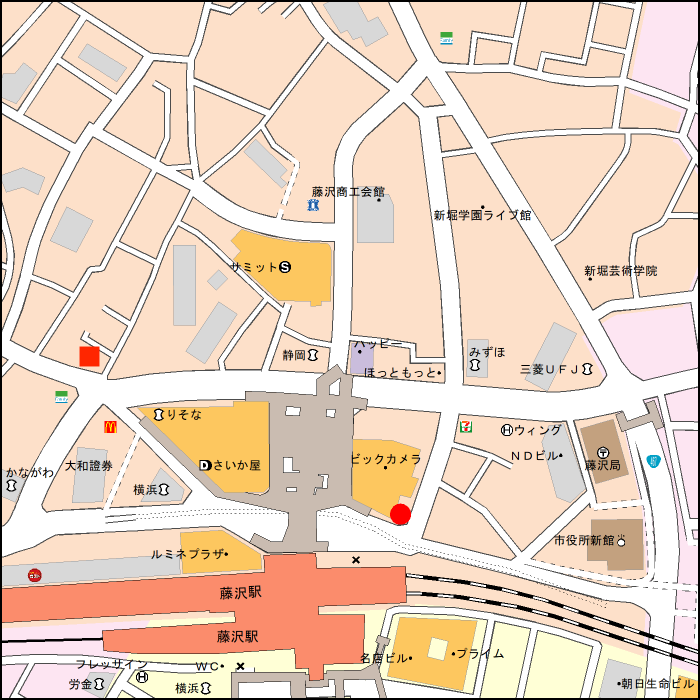 藤沢商工会館
新堀学園ライブ館
サミット
S
新堀芸術学院
ハッピー
静岡
みずほ
ほっともっと
三菱UFJ
りそな
H
ウィング
NDビル
ビックカメラ
D
さいか屋
大和證券
藤沢局
かながわ
横浜
市役所新館
ルミネプラザ
藤沢駅
藤沢駅
名店ビル
プライム
フレッサイン
H
WC
労金
横浜
朝日生命ビル